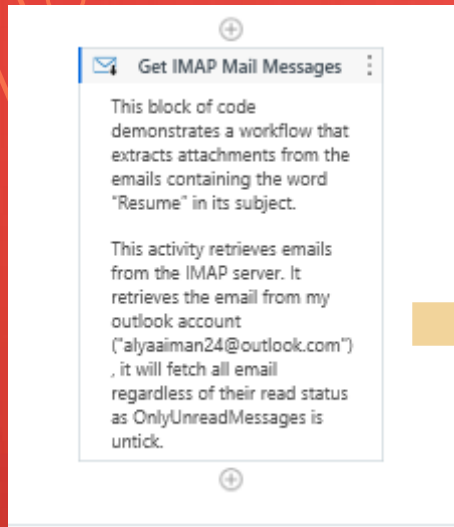 Get IMAP Mail Messages
This block of code
demonstrates a workflow that
extracts attachments from the
emails containing the word
"Resume" in its subject.
This activity retrieves emails
from the IMAP server. It
retrieves the email from my
outlook account
("alyaaiman24@outlook.com")
, it will fetch all email
regardless of their read status
as OnlyUnreadMessages is
untick.